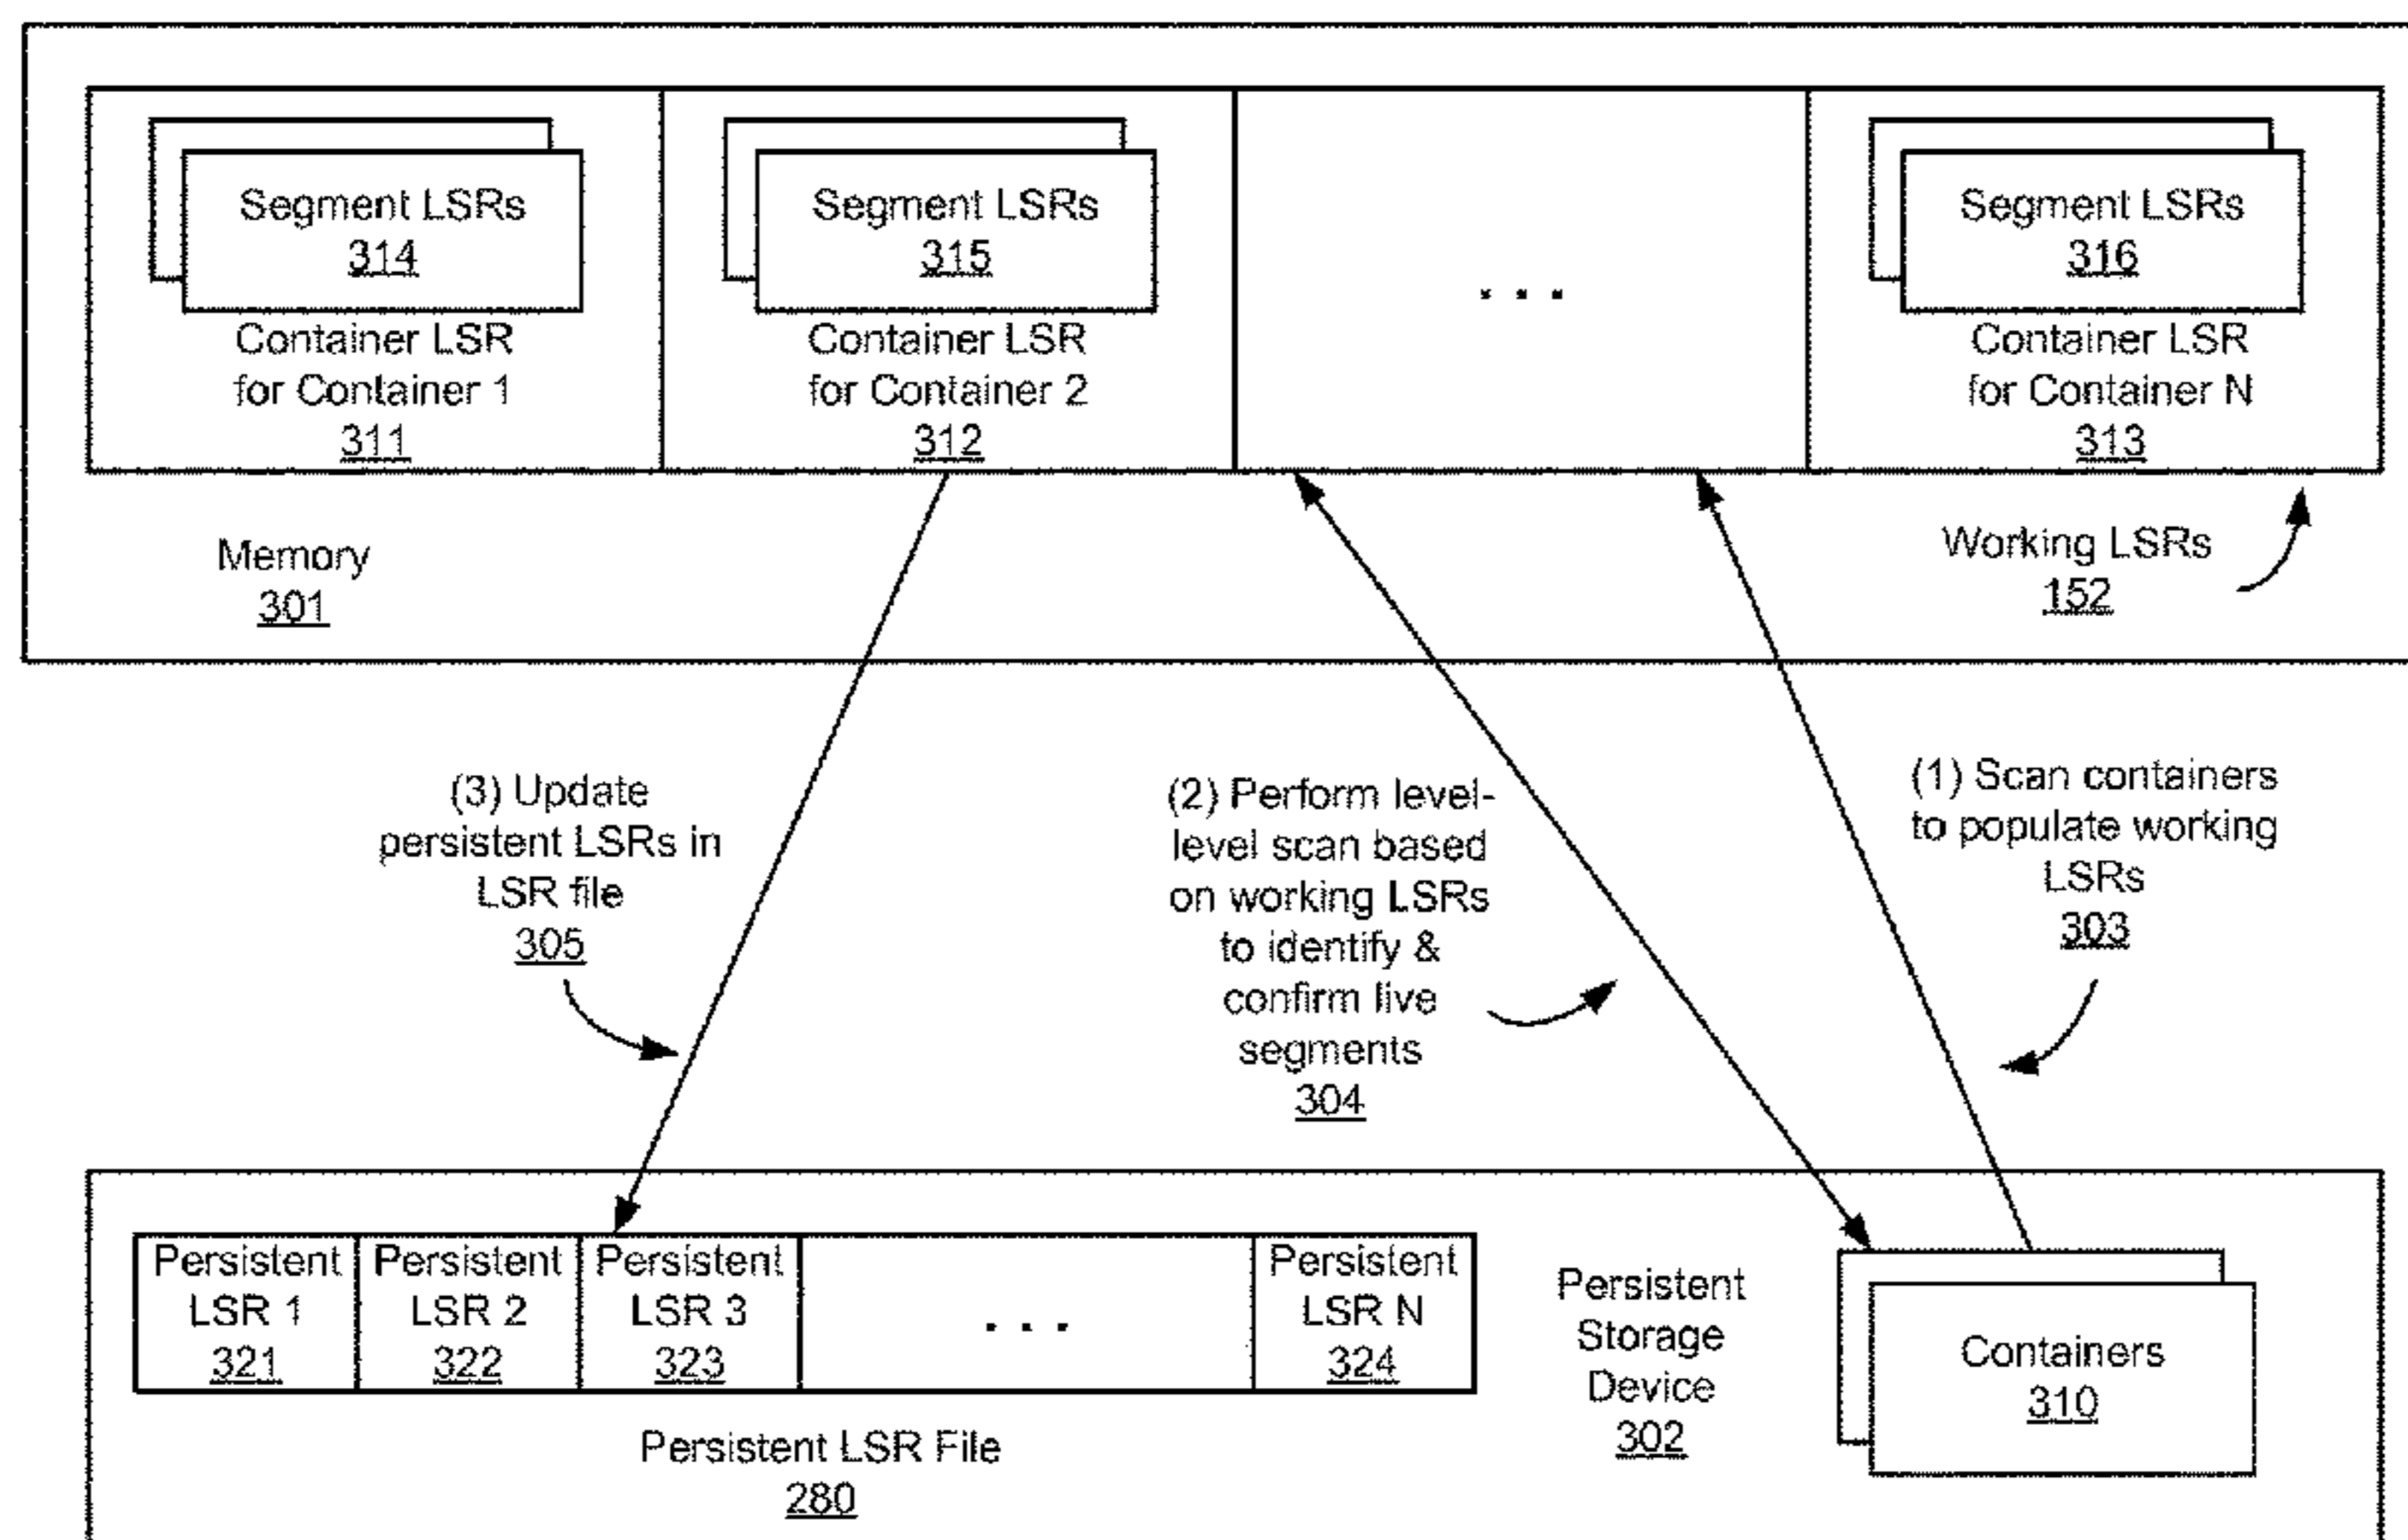 Segment LSRs
314
Container LSR
for Container 1
311
Segment LSRs
315
Container LSR
for Container 2
312
. . .
Segment LSRs
316
Container LSR
for Container N
313
Memory
301
Working LSRs
152
(3) Update
persistent LSRs in
LSR file
305
(2) Perform level-
level scan based
on working LSRs
to identify &
confirm live
segments
304
(1) Scan containers
to populate working
LSRs
303
Persistent
LSR 1
321
Persistent
LSR 2
322
Persistent
LSR 3
323
. . .
Persistent
LSR N
324
Persistent LSR File
280
Persistent
Storage
Device
302
Containers
310